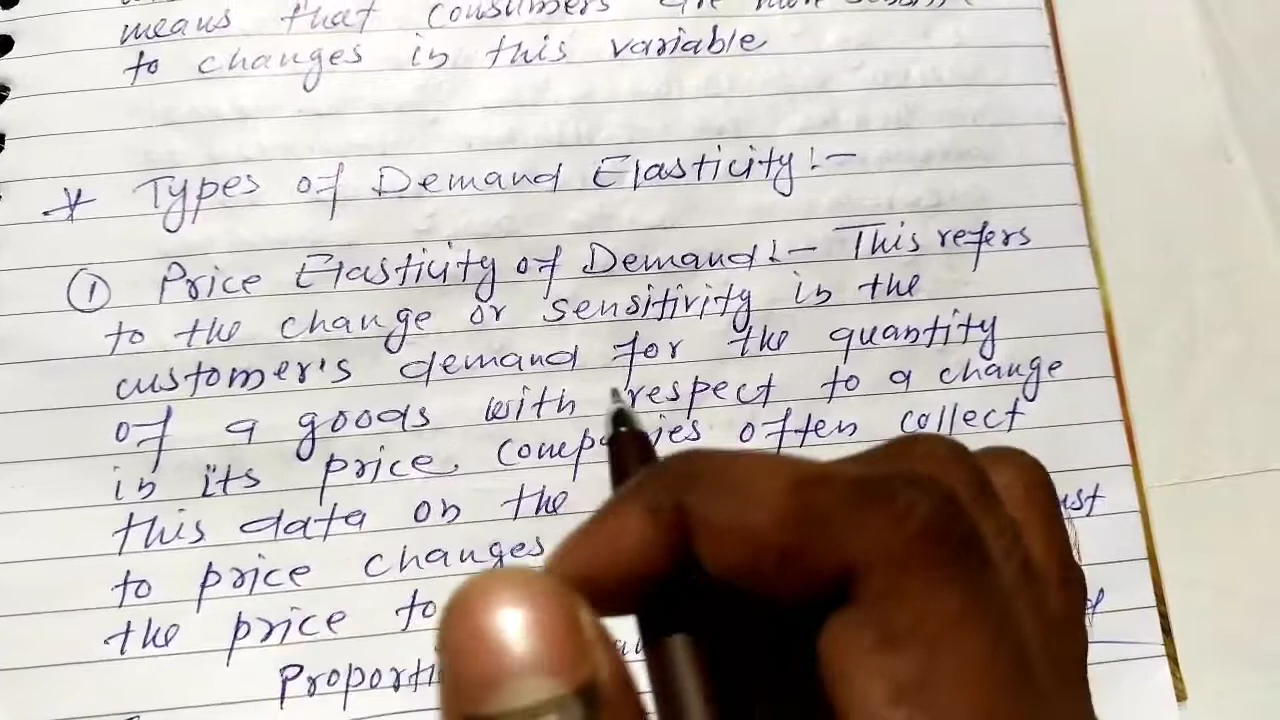 means that consumers are more
to changes in this variable
* Types of Demand Elasticity :-
① Price Elasticity of Demand :- This refers
to the change or sensitivity in the
customer's demand for the quantity
of a goods with respect to a change
in its price, companies often collect
this data on the
to price changes
the price to